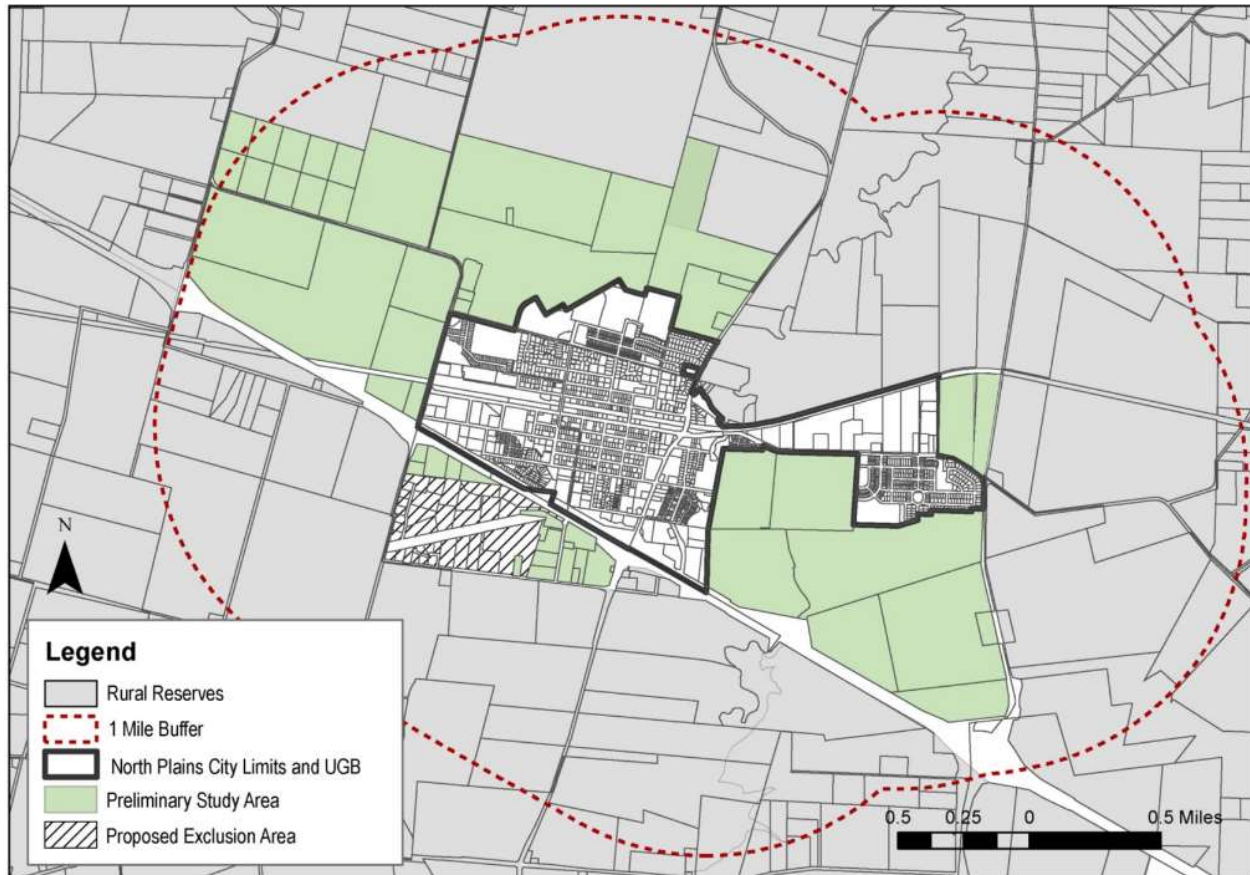 N
Legend
Rural Reserves
1 Mile Buffer
North Plains City Limits and UGB
Preliminary Study Area
Proposed Exclusion Area
0.5 0.25 0 0.5 Miles